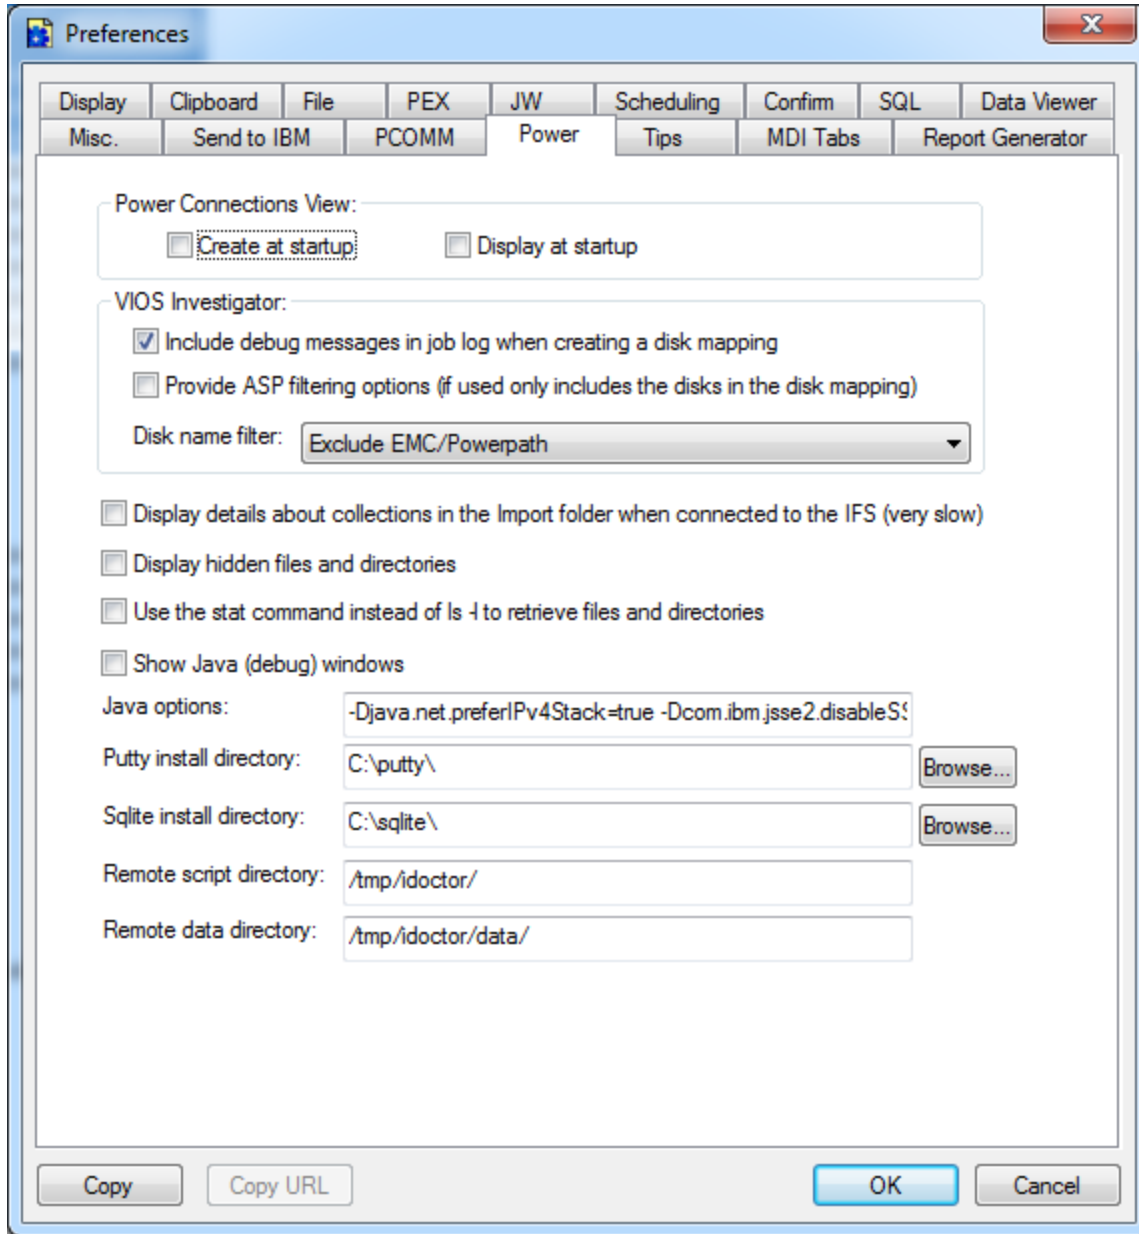 Preferences
Display Clipboard File PEX JW Scheduling Confirm SQL Data Viewer
Misc. Send to IBM PCOMM Power Tips MDI Tabs Report Generator
Power Connections View:
Create at startup Display at startup
VIOS Investigator:
Include debug messages in job log when creating a disk mapping
Provide ASP filtering options (if used only includes the disks in the disk mapping)
Disk name filter: Exclude EMC/Powerpath
Display details about collections in the Import folder when connected to the IFS (very slow)
Display hidden files and directories
Use the stat command instead of ls -l to retrieve files and directories
Show Java (debug) windows
Java options: -Djava.net.preferIPv4Stack=true -Dcom.ibm.jsse2.disableSS
Putty install directory: C:\putty\ Browse...
Sqlite install directory: C:\sqlite\ Browse...
Remote script directory: /tmp/idoctor/
Remote data directory: /tmp/idoctor/data/
Copy Copy URL OK Cancel